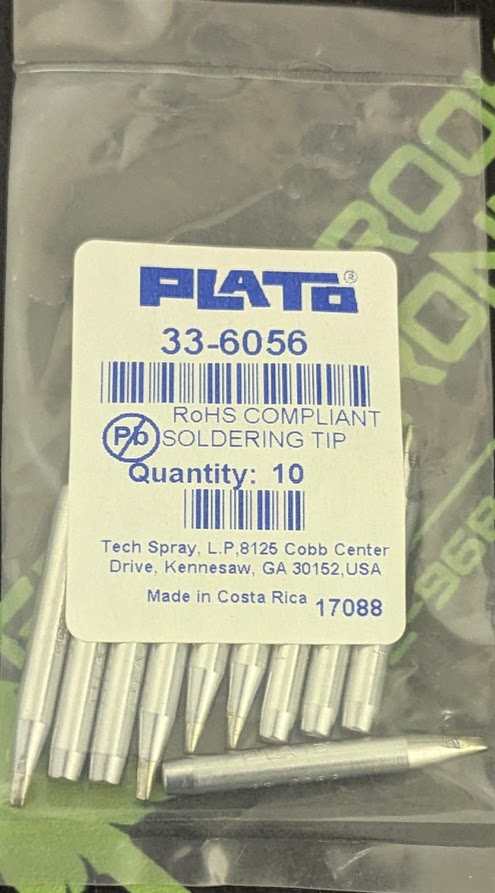 PLATO®
33-6056
RoHS COMPLIANT
Pb SOLDERING TIP
Quantity: 10
Tech Spray, L.P,8125 Cobb Center
Drive, Kennesaw, GA 30152,USA
Made in Costa Rica 17088
PLATO